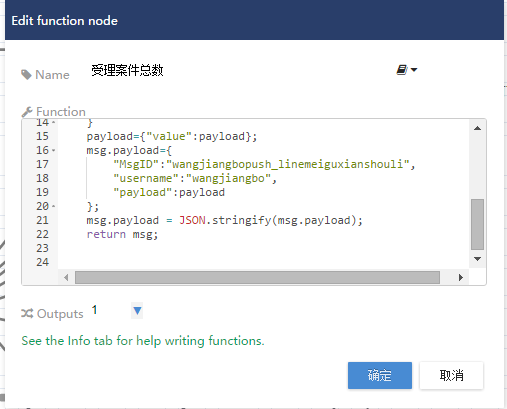 Edit function node
Name
受理案件总数
Function
14 }
15 payload={"value":payload};
16 msg.payload={
17 "MsgID":"wangjiangbopush_linemeiguxianshouli",
18 "username":"wangjiangbo",
19 "payload":payload
20 };
21 msg.payload = JSON.stringify(msg.payload);
22 return msg;
23
24
Outputs
1
See the Info tab for help writing functions.
确定
取消